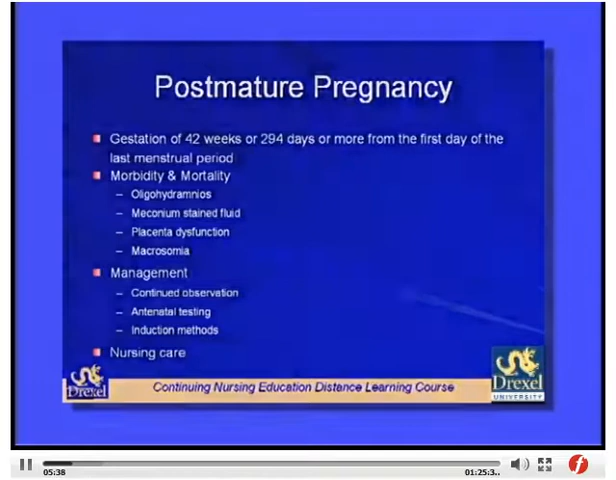 Postmature Pregnancy
Gestation of 42 weeks or 294 days or more from the first day of the
last menstrual period
Morbidity & Mortality
– Oligohydramnios
– Meconium stained fluid
– Placenta dysfunction
– Macrosomia
Management
– Continued observation
– Antenatal testing
– Induction methods
Nursing care
Drexel
Continuing Nursing Education Distance Learning Course
Drexel
UNIVERSITY
05:38
01:25:3..